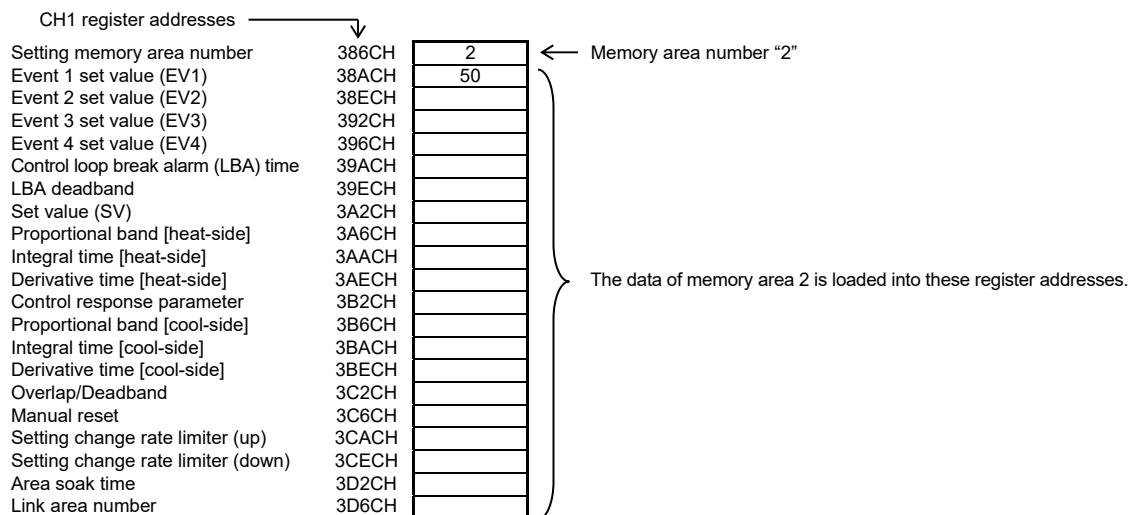 CH1 register addresses
Setting memory area number 386CH 2 Memory area number “2”
Event 1 set value (EV1) 38ACH 50
Event 2 set value (EV2) 38ECH
Event 3 set value (EV3) 392CH
Event 4 set value (EV4) 396CH
Control loop break alarm (LBA) time 39ACH
LBA deadband 39ECH
Set value (SV) 3A2CH
Proportional band [heat-side] 3A6CH
Integral time [heat-side] 3AACH
Derivative time [heat-side] 3AECH The data of memory area 2 is loaded into these register addresses.
Control response parameter 3B2CH
Proportional band [cool-side] 3B6CH
Integral time [cool-side] 3BACH
Derivative time [cool-side] 3BECH
Overlap/Deadband 3C2CH
Manual reset 3C6CH
Setting change rate limiter (up) 3CACH
Setting change rate limiter (down) 3CECH
Area soak time 3D2CH
Link area number 3D6CH